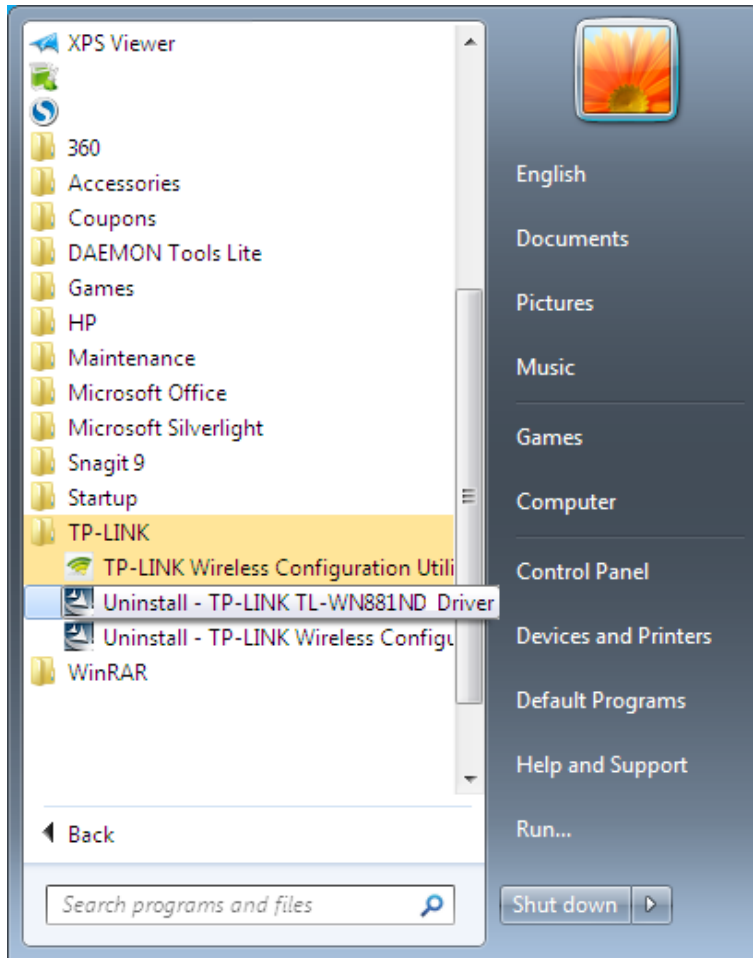 XPS Viewer
360
Accessories
Coupons
DAEMON Tools Lite
Games
HP
Maintenance
Microsoft Office
Microsoft Silverlight
Snagit 9
Startup
TP-LINK
TP-LINK Wireless Configuration Utili
Uninstall - TP-LINK TL-WN881ND Driver
Uninstall - TP-LINK Wireless Configu
WinRAR
Back
Search programs and files
English
Documents
Pictures
Music
Games
Computer
Control Panel
Devices and Printers
Default Programs
Help and Support
Run...
Shut down